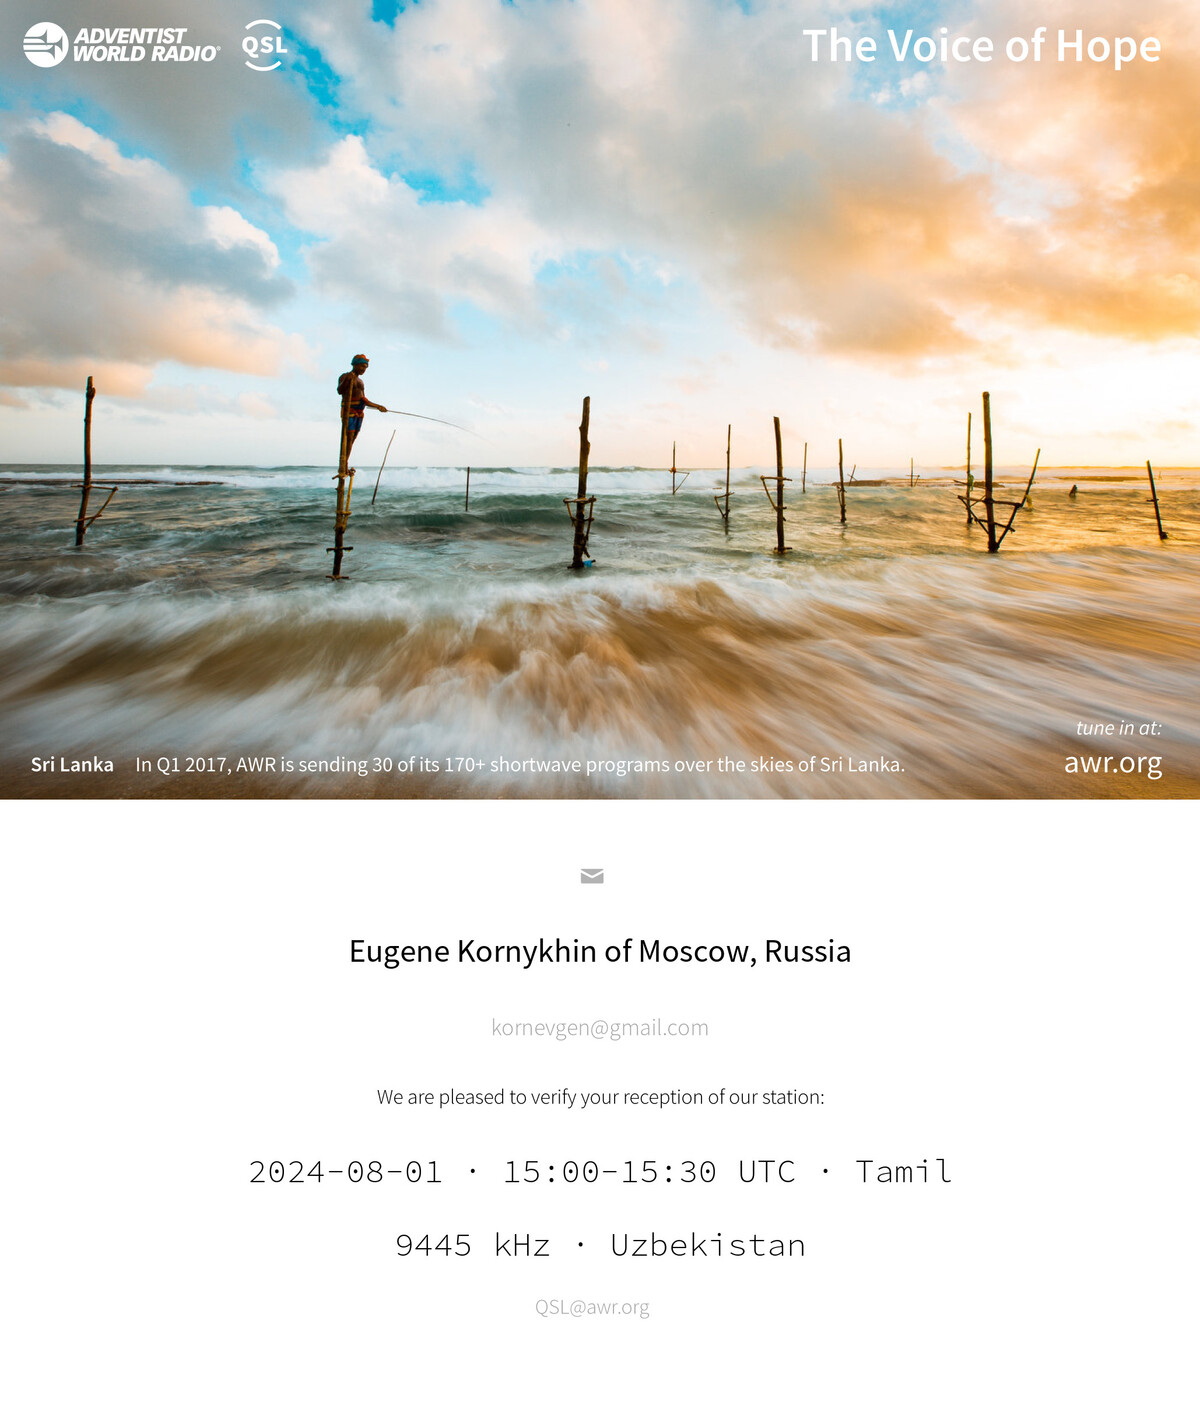 ADVENTIST
WORLD RADIO®
QSL
The Voice of Hope
tune in at:
Sri Lanka In Q1 2017, AWR is sending 30 of its 170+ shortwave programs over the skies of Sri Lanka.
awr.org
Eugene Kornykhin of Moscow, Russia
kornevgen@gmail.com
We are pleased to verify your reception of our station:
2024-08-01 · 15:00-15:30 UTC · Tamil
9445 kHz · Uzbekistan
QSL@awr.org